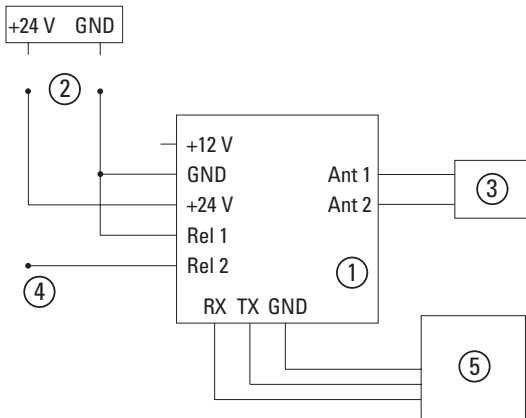 +24 V GND
2
+12 V
GND
+24 V
Rel 1
Rel 2
Ant 1
Ant 2
3
1
4
RX TX GND
5